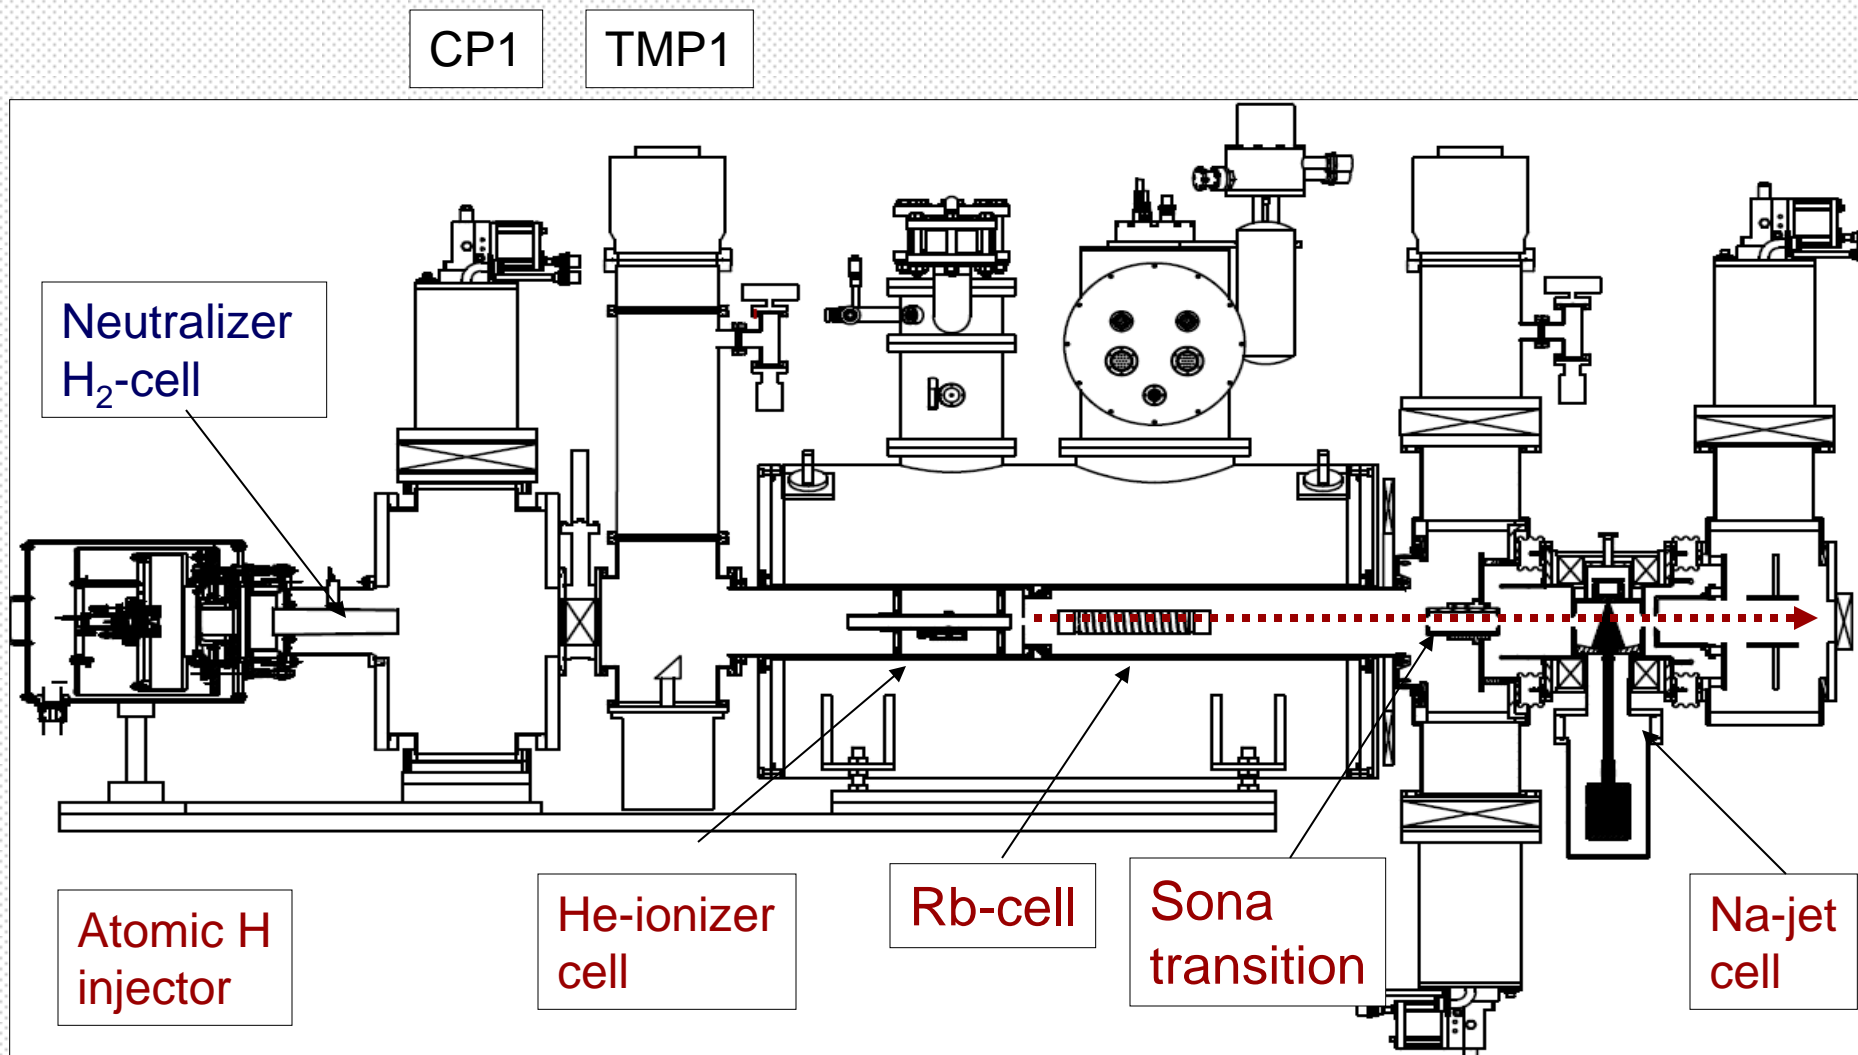 CP1
TMP1
Neutralizer
H₂-cell
Atomic H
injector
He-ionizer
cell
Rb-cell
Sona
transition
Na-jet
cell